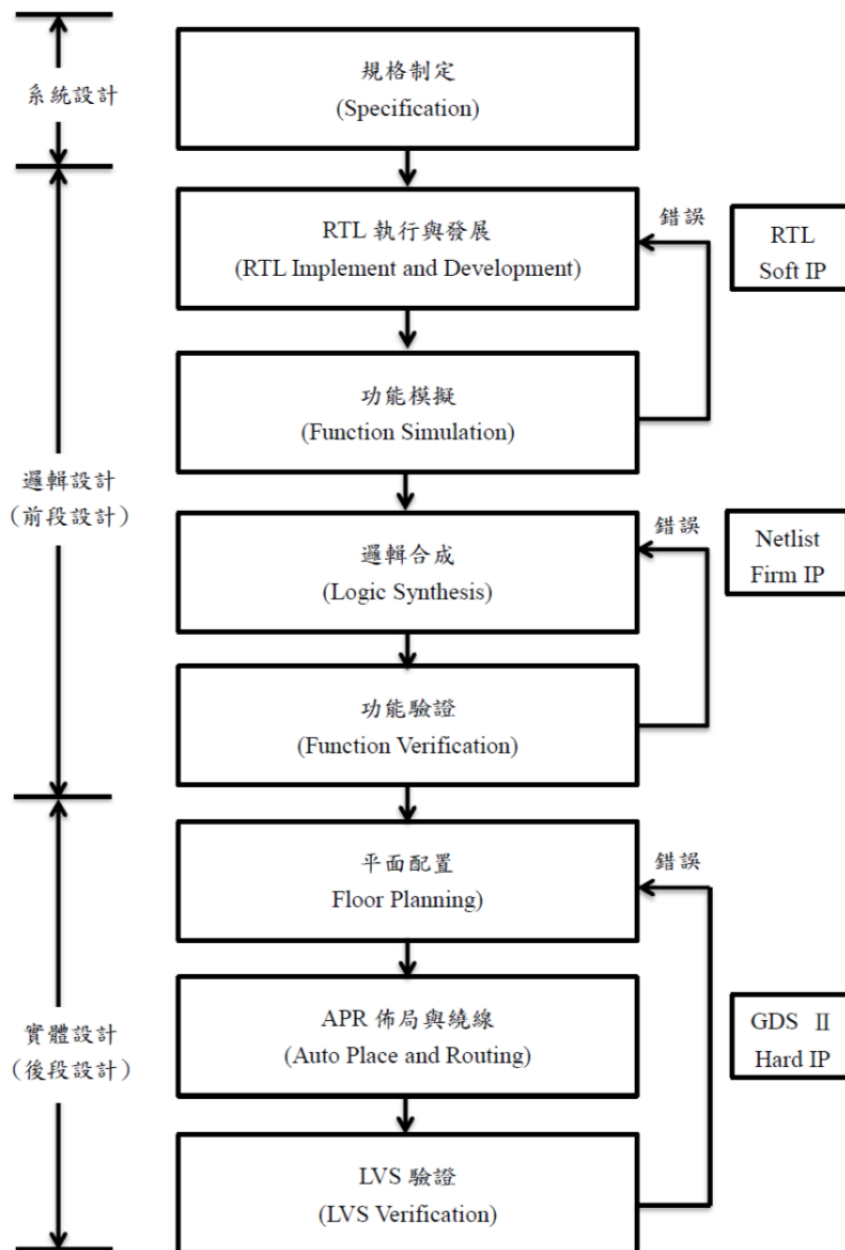 系統設計
規格制定
(Specification)
RTL 執行與發展
(RTL Implement and Development)
錯誤
RTL
Soft IP
功能模擬
(Function Simulation)
邏輯設計
(前段設計)
邏輯合成
(Logic Synthesis)
錯誤
Netlist
Firm IP
功能驗證
(Function Verification)
平面配置
Floor Planning)
錯誤
APR 佈局與繞線
(Auto Place and Routing)
GDS Ⅱ
Hard IP
實體設計
(後段設計)
LVS 驗證
(LVS Verification)